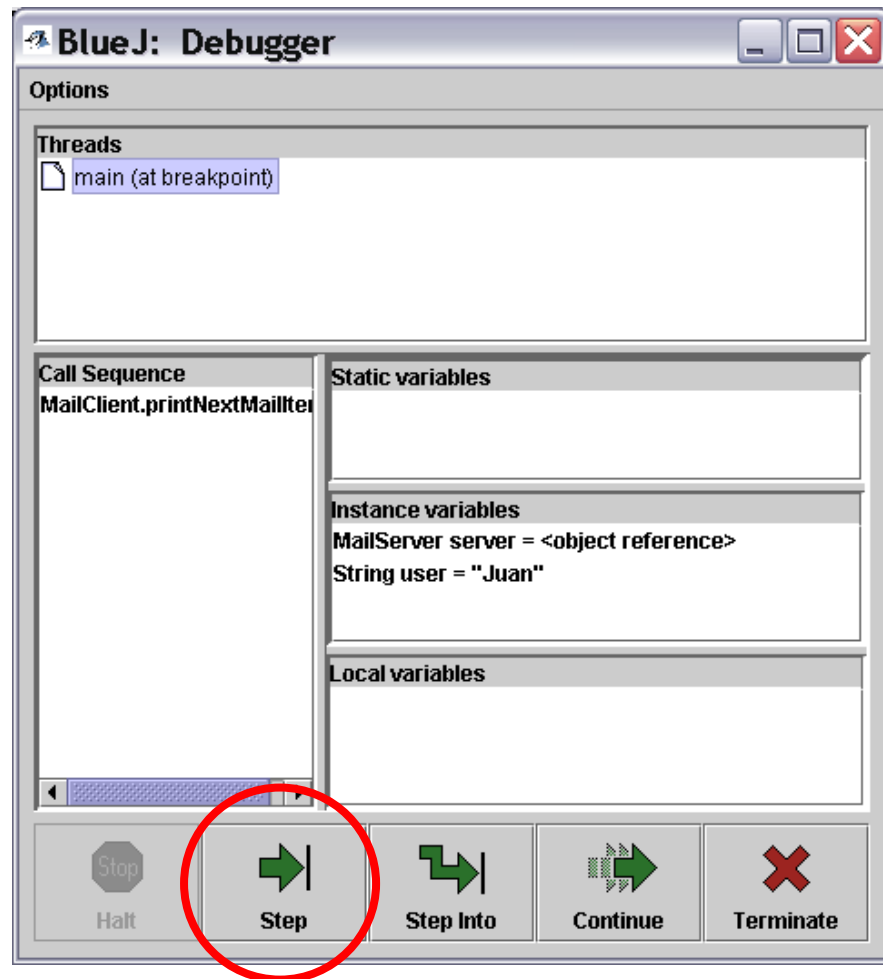 BlueJ: Debugger
Options
Threads
main (at breakpoint)
Call Sequence
MailClient.printNextMailIte
Static variables
Instance variables
MailServer server = <object reference>
String user = "Juan"
Local variables
Stop
Halt
Step
Step Into
Continue
Terminate